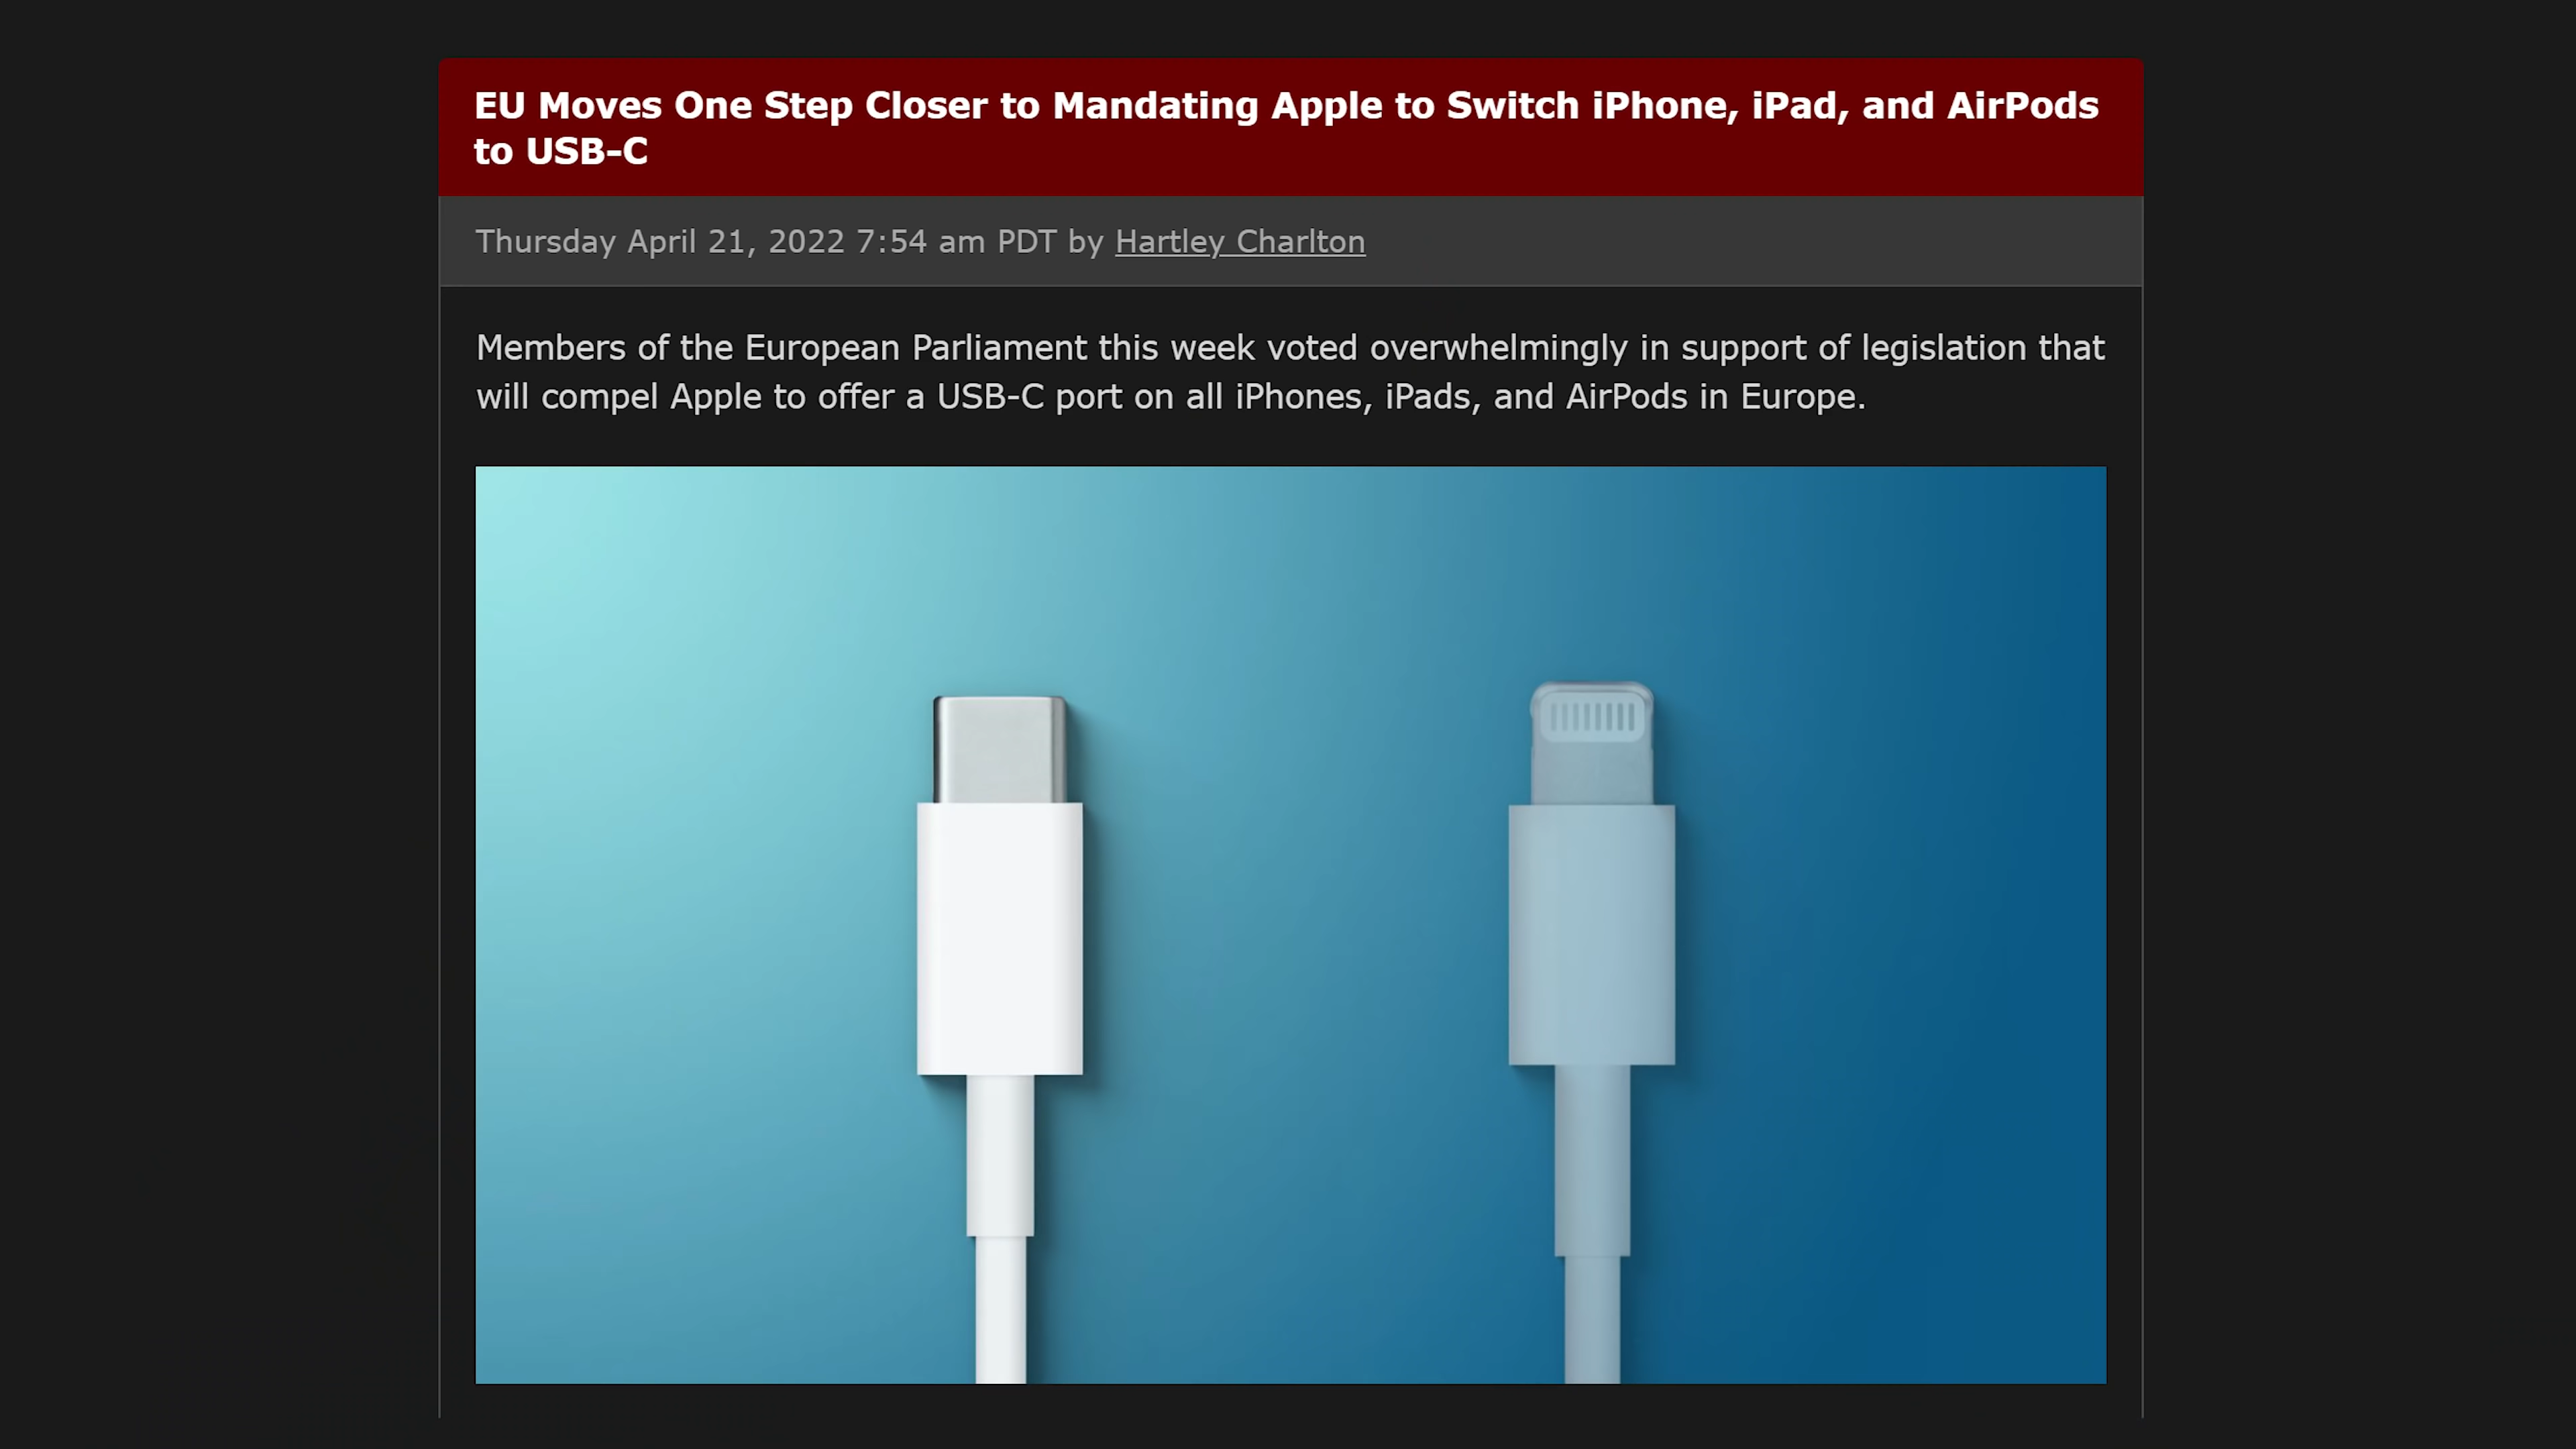 EU Moves One Step Closer to Mandating Apple to Switch iPhone, iPad, and AirPods
to USB-C
Thursday April 21, 2022 7:54 am PDT by Hartley Charlton
Members of the European Parliament this week voted overwhelmingly in support of legislation that
will compel Apple to offer a USB-C port on all iPhones, iPads, and AirPods in Europe.